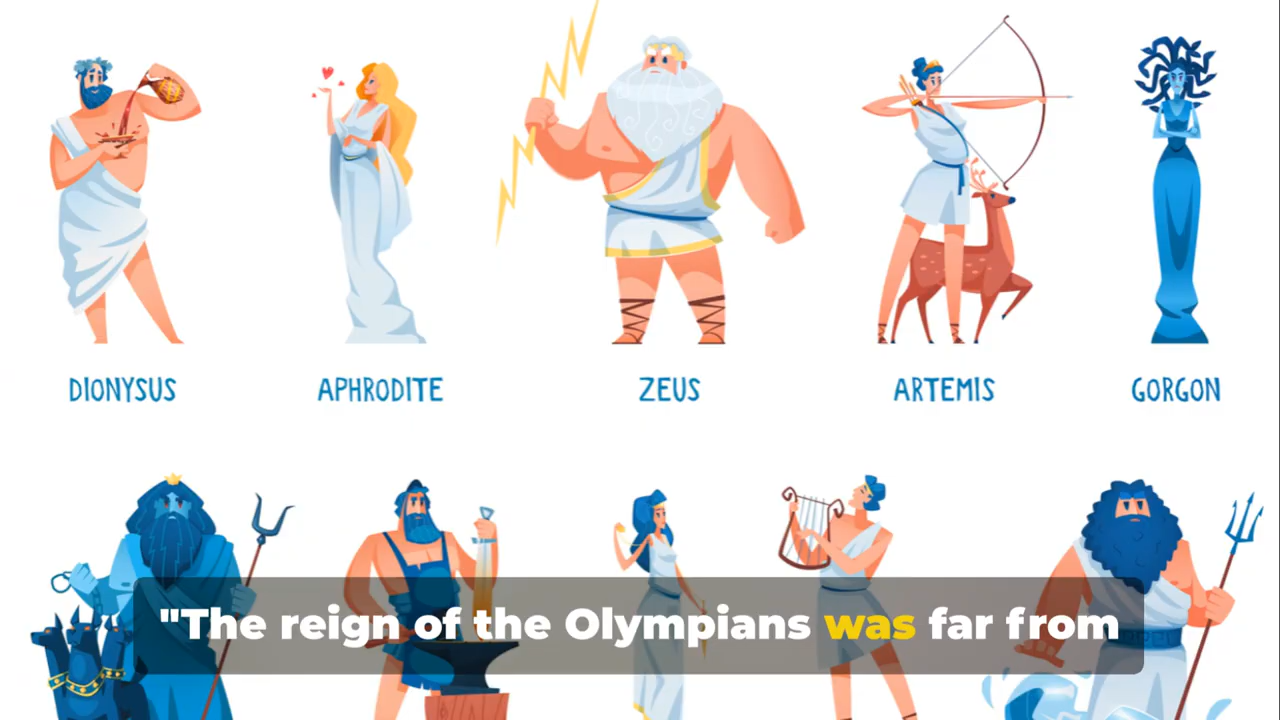 DIONYSUS
APHRODITE
ZEUS
ARTEMIS
GORGON
"The reign of the Olympians was far from